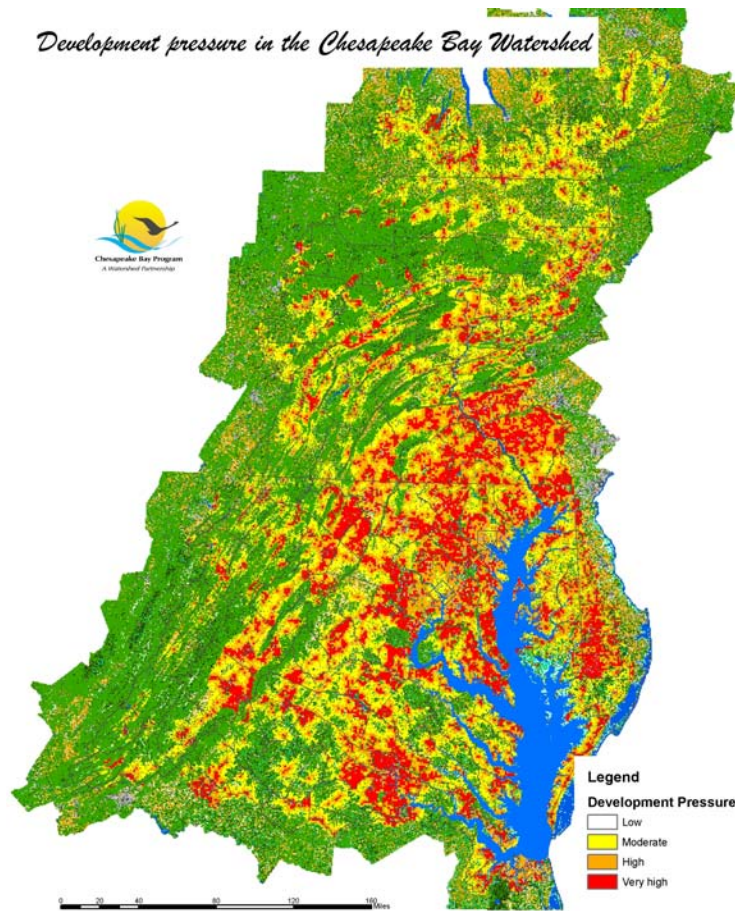 Development pressure in the Chesapeake Bay Watershed
Chesapeake Bay Program
A Watershed Partnership
Legend
Development Pressure
Low
Moderate
High
Very high
0 20 40 80 120 160
Miles